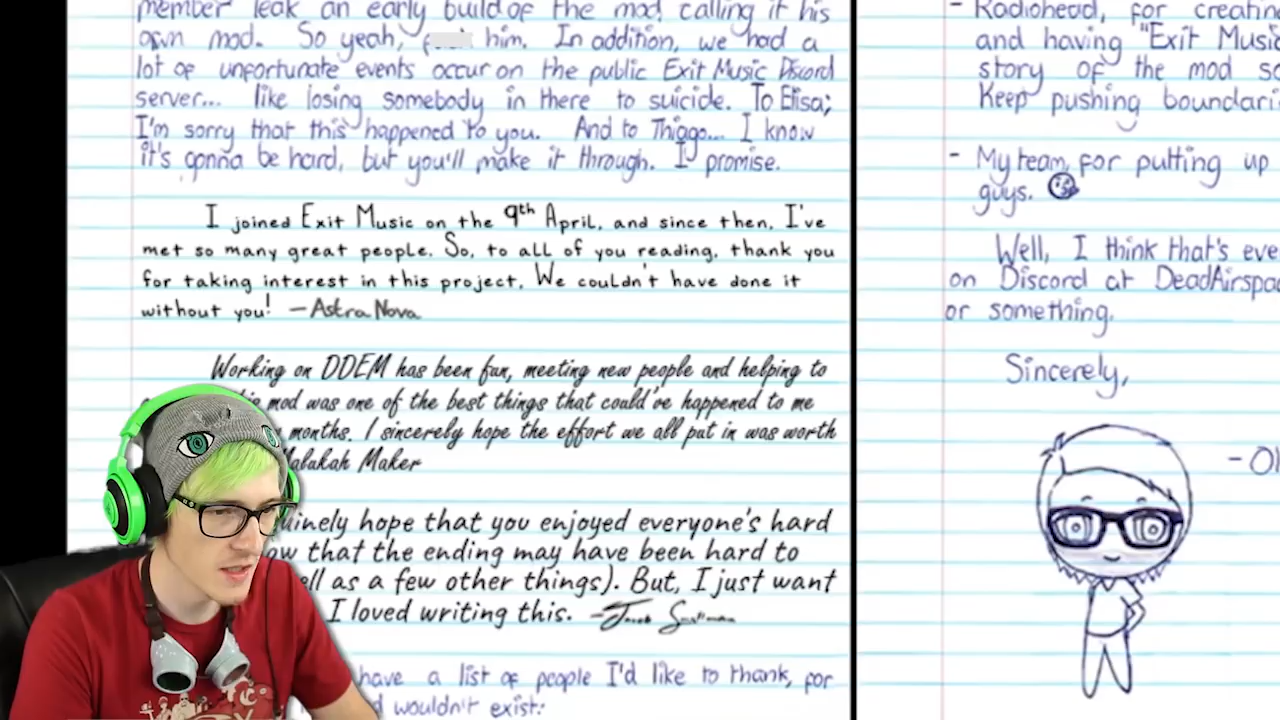 member leak an early build of the mod, calling it his
own mod. So yeah, him. In addition, we had a
lot of unfortunate events occur on the public Exit Music Discord
server... like losing somebody in there to suicide. To Elisa;
I'm sorry that this happened to you. And to Thiago... I know
it's gonna be hard, but you'll make it through. I promise.
I joined Exit Music on the 9th April, and since then, I've
met so many great people. So, to all of you reading, thank you
for taking interest in this project. We couldn't have done it
without you! -Astra Nova
Working on DDEM has been fun, meeting new people and helping to
mod was one of the best things that could've happened to me
months. I sincerely hope the effort we all put in was worth
Malukah Maker
hope that you enjoyed everyone's hard
that the ending may have been hard to
as a few other things). But, I just want
I loved writing this.
have a list of people I'd like to thank, for
wouldn't exist:
- Radiohead, for creating
and having "Exit Music
story of the mod
Keep pushing
- My team, for putting up
guys.
Well, I think that's
on Discord at
or something.
Sincerely,